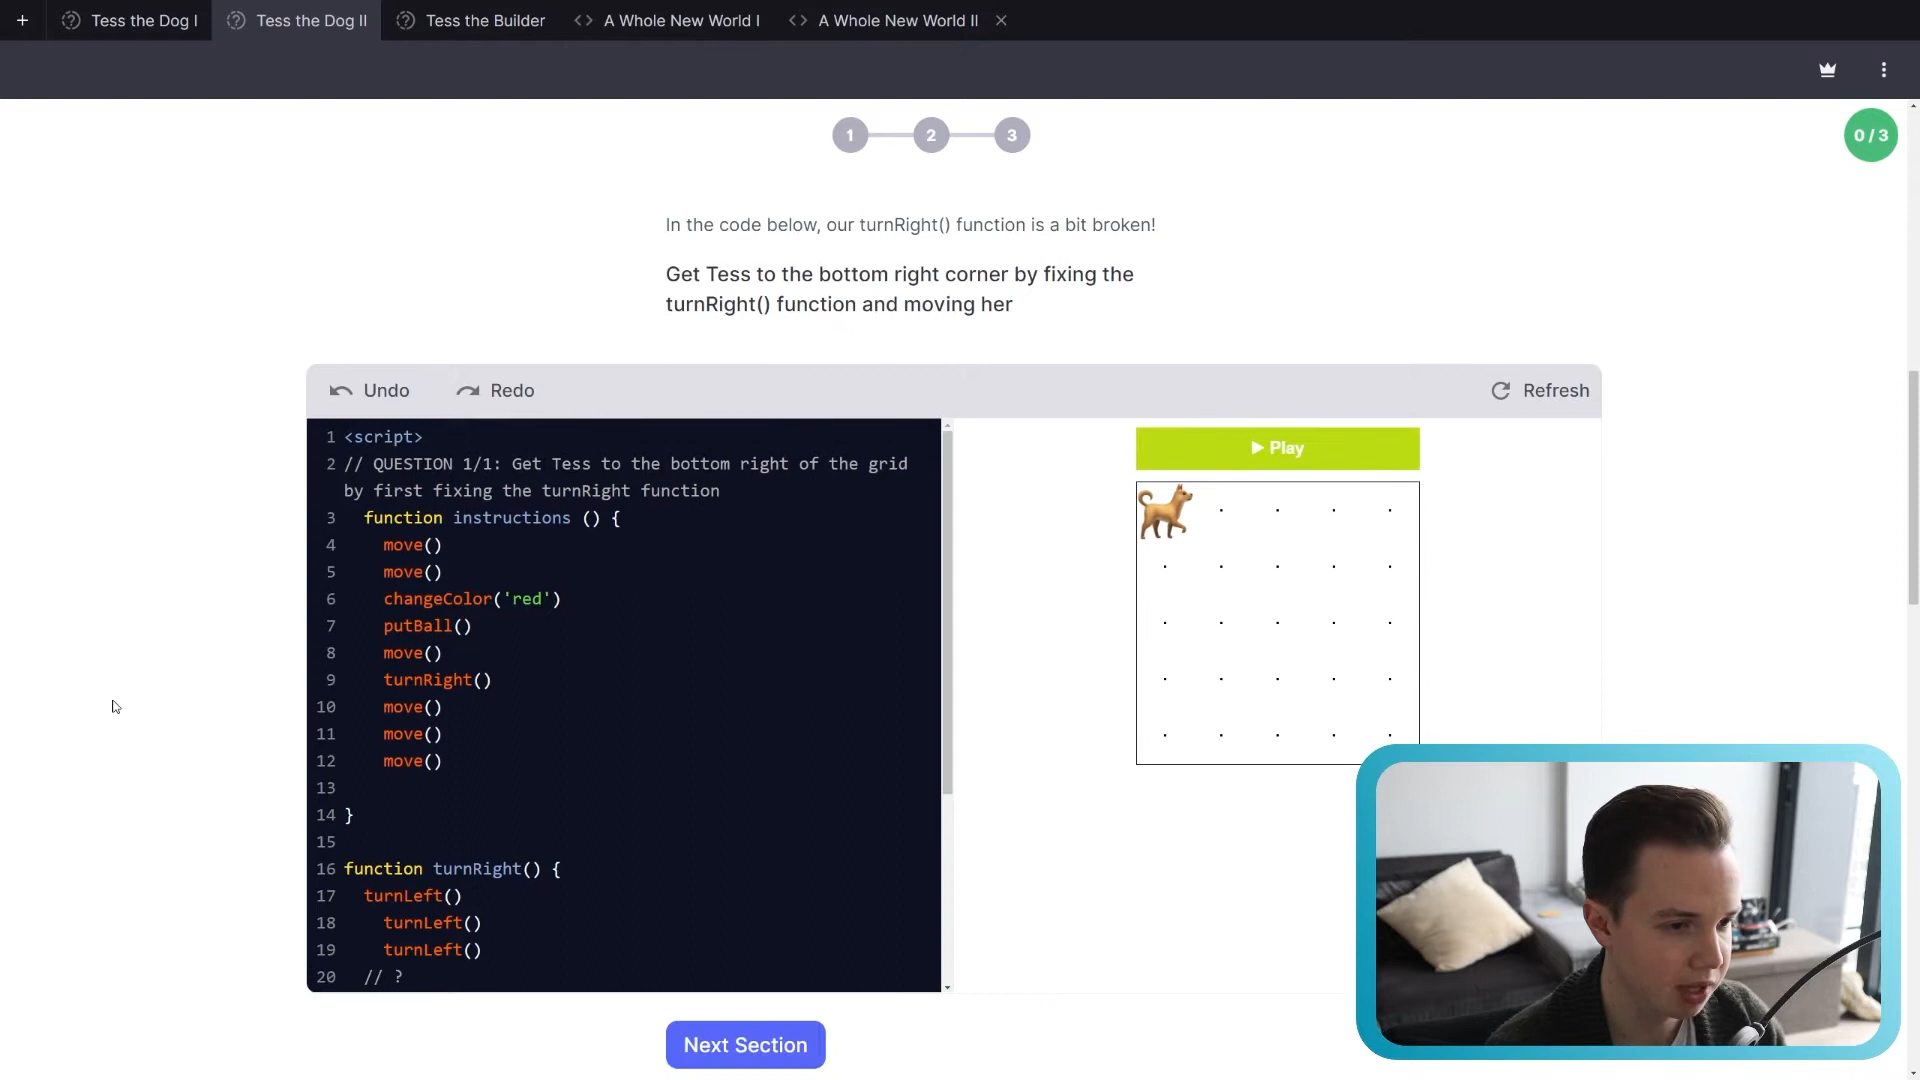 + Tess the Dog I Tess the Dog II Tess the Builder A Whole New World I A Whole New World II
1 2 3
0 / 3
In the code below, our turnRight() function is a bit broken!
Get Tess to the bottom right corner by fixing the
turnRight() function and moving her
Undo Redo Refresh
Play
1 <script>
2 // QUESTION 1/1: Get Tess to the bottom right of the grid
by first fixing the turnRight function
3 function instructions () {
4 move()
5 move()
6 changeColor('red')
7 putBall()
8 move()
9 turnRight()
10 move()
11 move()
12 move()
13
14 }
15
16 function turnRight() {
17 turnLeft()
18 turnLeft()
19 turnLeft()
20 // ?
Next Section